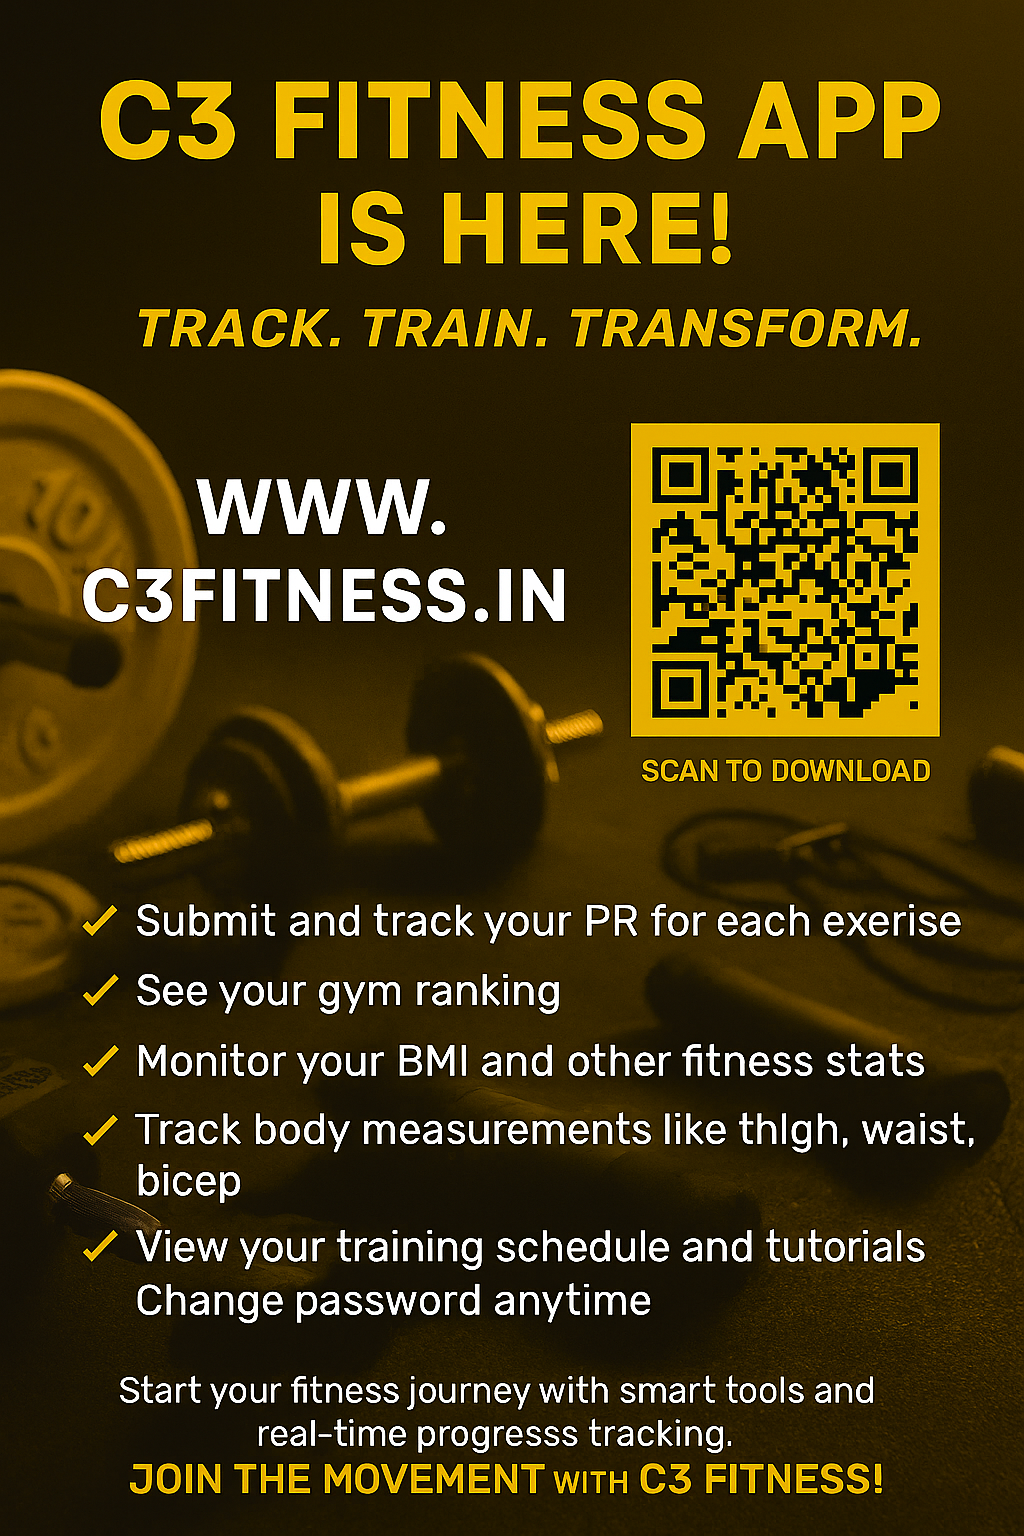 C3 FITNESS APP
IS HERE!
TRACK. TRAIN. TRANSFORM.
WWW.
C3FITNESS.IN
SCAN TO DOWNLOAD
Submit and track your PR for each exerise
See your gym ranking
Monitor your BMI and other fitness stats
Track body measurements like thIgh, waist,
bicep
View your training schedule and tutorials
Change password anytime
Start your fitness journey with smart tools and
real-time progresss tracking.
JOIN THE MOVEMENT WITH C3 FITNESS!
10